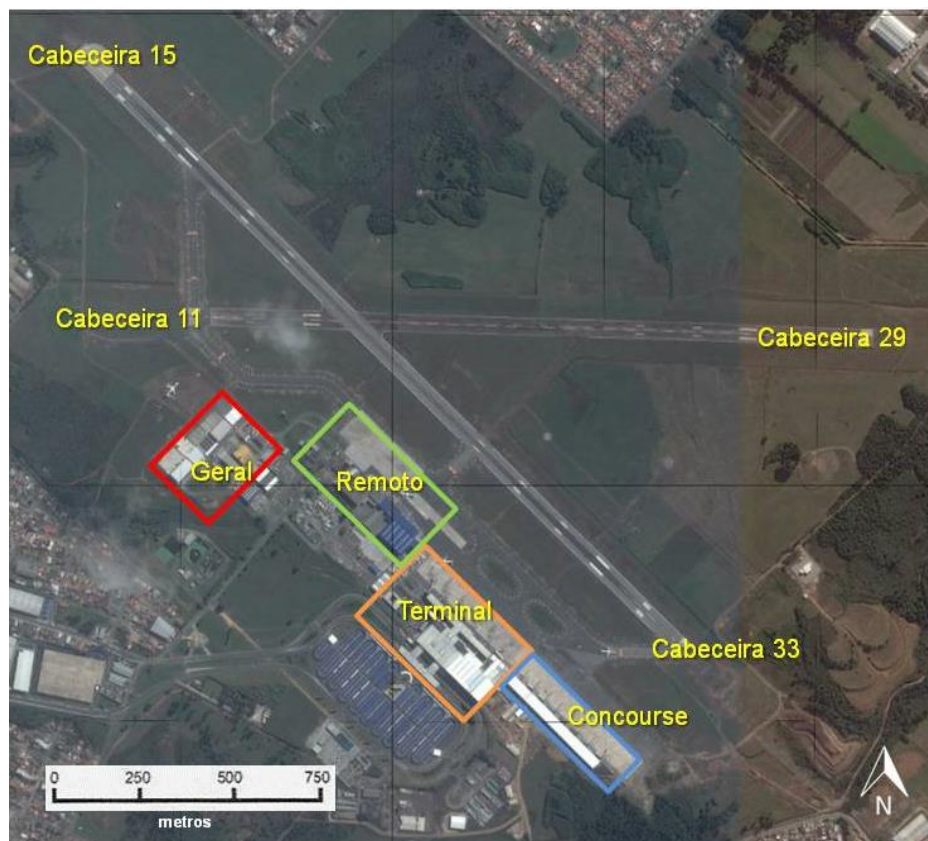 Cabeceira 15
Cabeceira 11
Cabeceira 29
Geral
Remoto
Terminal
Cabeceira 33
Concourse
0 250 500 750
metros
N